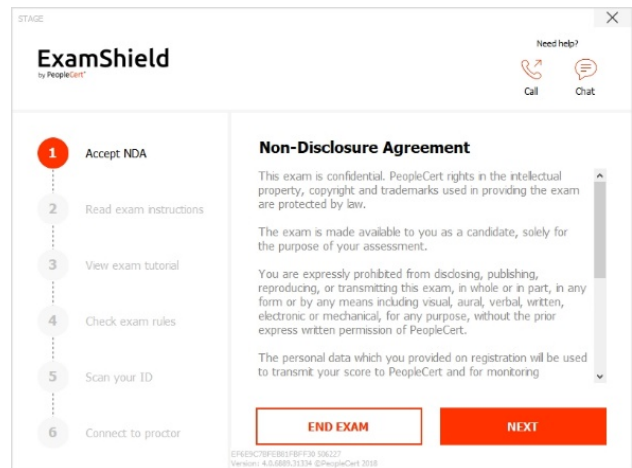 STAGE
Need help?
ExamShield
by PeopleCert
Call
Chat
1 Accept NDA
2 Read exam instructions
3 View exam tutorial
4 Check exam rules
5 Scan your ID
6 Connect to proctor
Non-Disclosure Agreement
This exam is confidential. PeopleCert rights in the intellectual
property, copyright and trademarks used in providing the exam
are protected by law.
The exam is made available to you as a candidate, solely for
the purpose of your assessment.
You are expressly prohibited from disclosing, publishing,
reproducing, or transmitting this exam, in whole or in part, in any
form or by any means including visual, aural, verbal, written,
electronic or mechanical, for any purpose, without the prior
express written permission of PeopleCert.
The personal data which you provided on registration will be used
to transmit your score to PeopleCert and for monitoring
END EXAM
NEXT
Version: 4.0.6889.31334 ©PeopleCert 2018